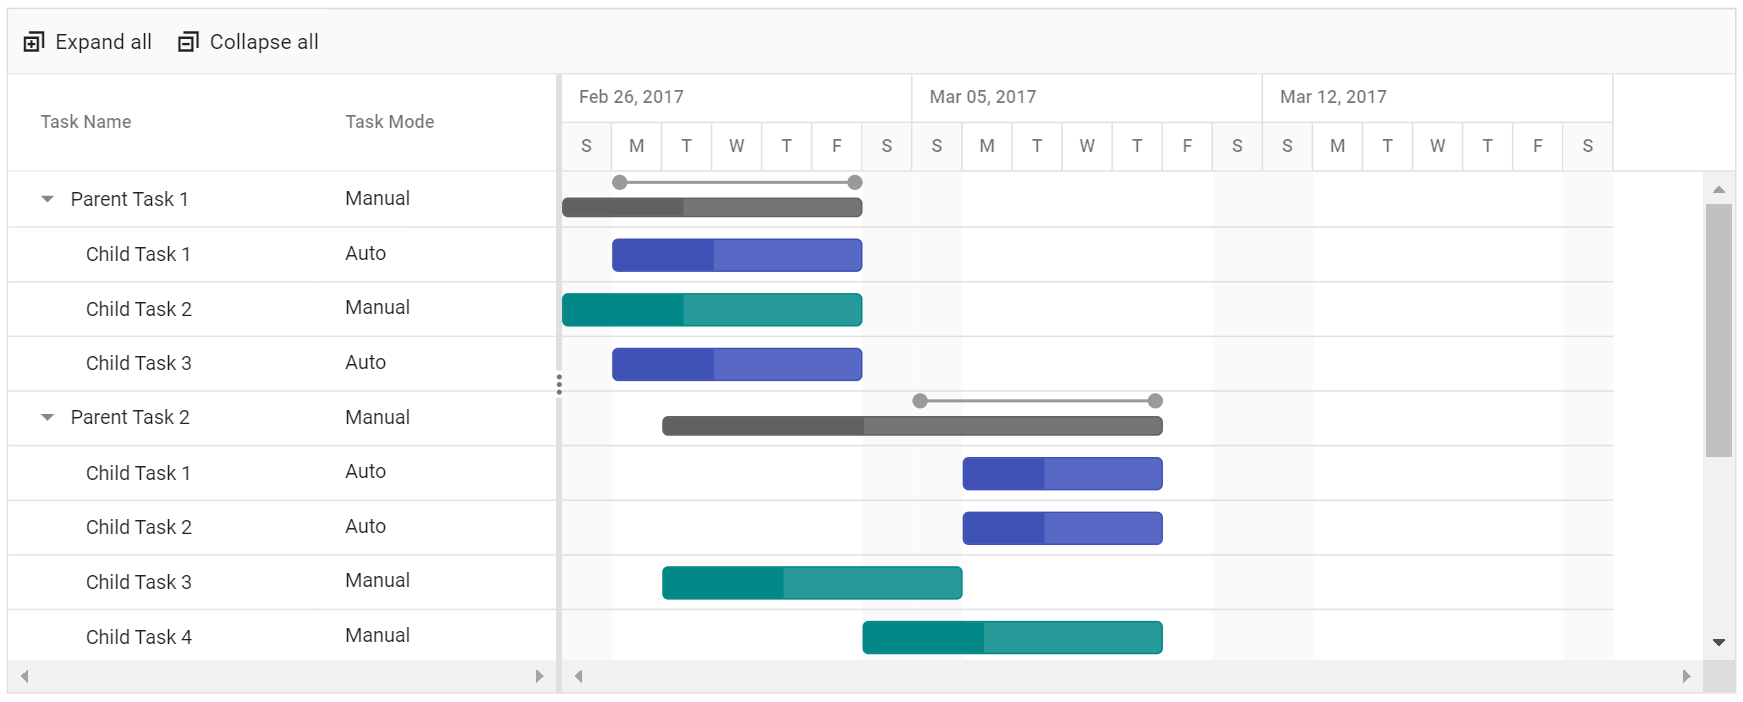 Expand all Collapse all
Task Name Task Mode Feb 26, 2017 Mar 05, 2017 Mar 12, 2017
S M T W T F S S M T W T F S S M T W T F S
Parent Task 1 Manual
Child Task 1 Auto
Child Task 2 Manual
Child Task 3 Auto
Parent Task 2 Manual
Child Task 1 Auto
Child Task 2 Auto
Child Task 3 Manual
Child Task 4 Manual